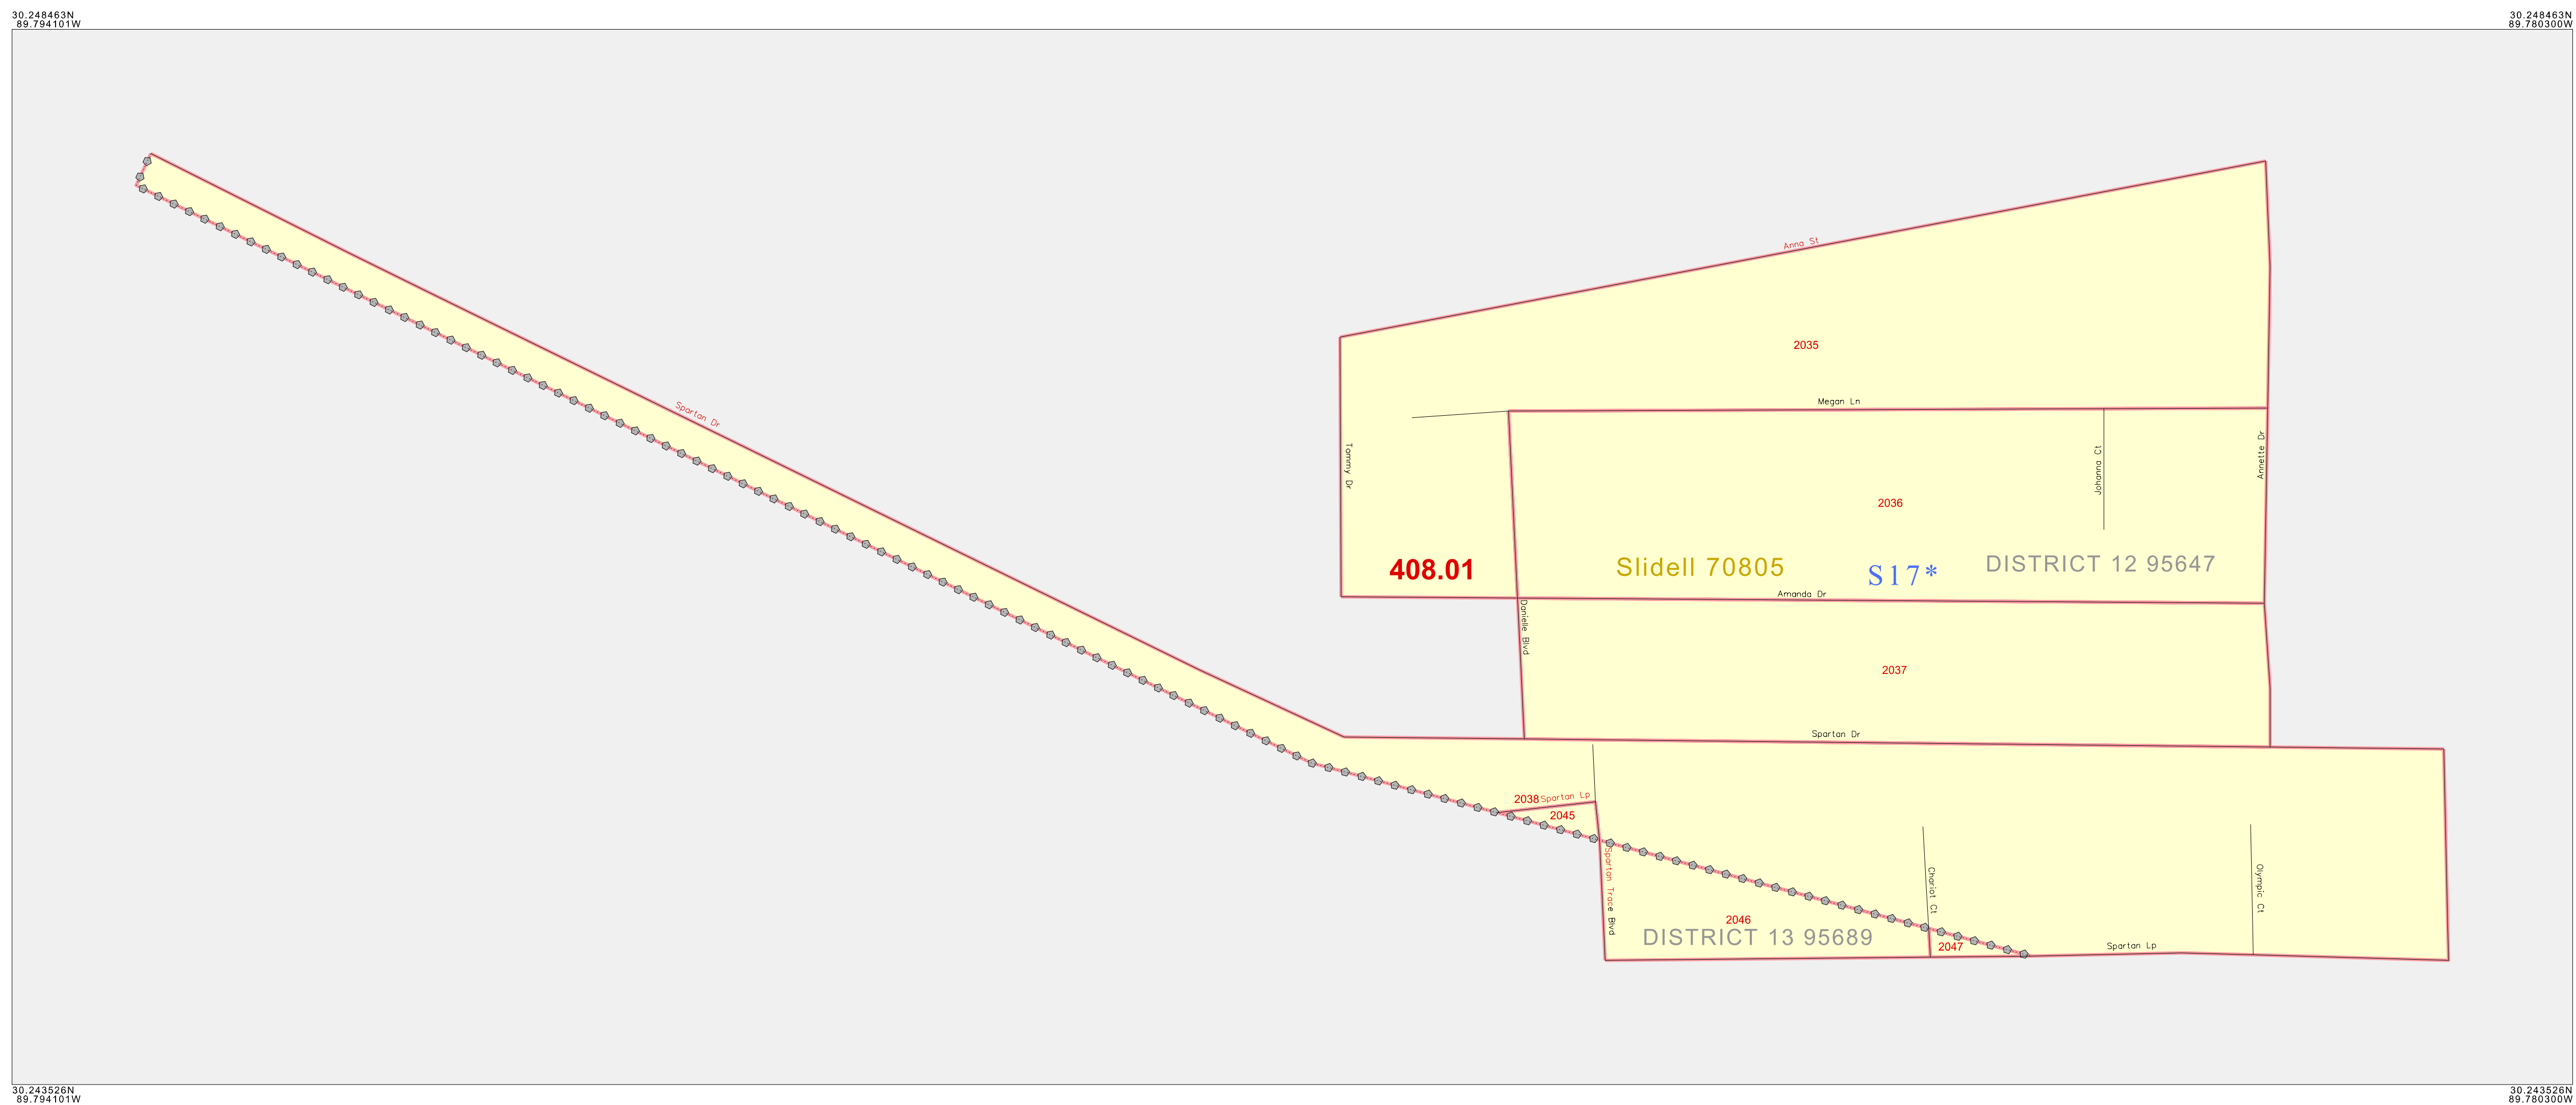 30.248463N
89.794101W
30.248463N
89.780300W
Anna St
2035
Megan Ln
Spartan Dr
Tammy Dr
Johanna Ct
Annette Dr
2036
408.01
Slidell 70805
S17*
DISTRICT 12 95647
Amanda Dr
Danielle Blvd
2037
Spartan Dr
2038
Spartan Lp
2045
Spartan Trace Blvd
Chariot Ct
Olympic Ct
2046
DISTRICT 13 95689
2047
Spartan Lp
30.243526N
89.794101W
30.243526N
89.780300W